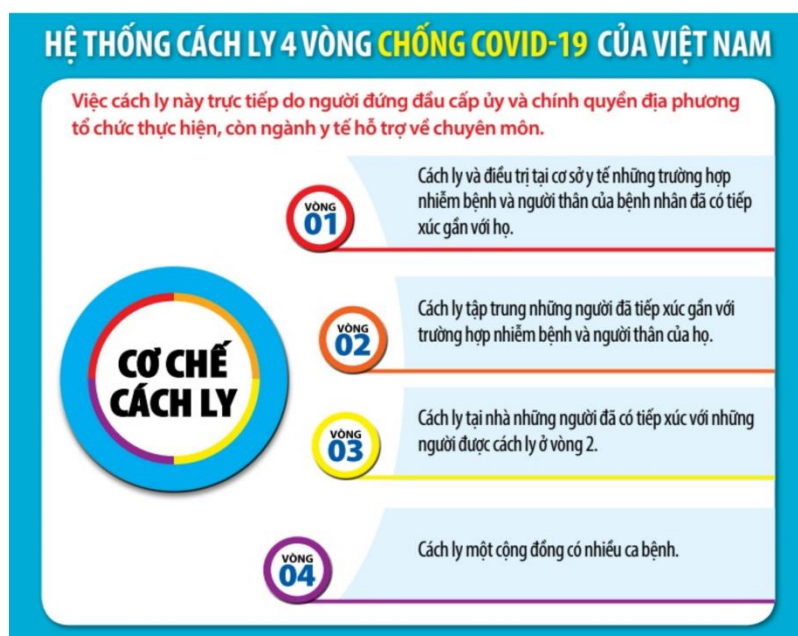 HỆ THỐNG CÁCH LY 4 VÒNG CHỐNG COVID-19 CỦA VIỆT NAM
Việc cách ly này trực tiếp do người đứng đầu cấp ủy và chính quyền địa phương
tổ chức thực hiện, còn ngành y tế hỗ trợ về chuyên môn.
VÒNG
01
Cách ly và điều trị tại cơ sở y tế những trường hợp
nhiễm bệnh và người thân của bệnh nhân đã có tiếp
xúc gần với họ.
VÒNG
02
Cách ly tập trung những người đã tiếp xúc gần với
trường hợp nhiễm bệnh và người thân của họ.
CƠ CHẾ
CÁCH LY
VÒNG
03
Cách ly tại nhà những người đã có tiếp xúc với những
người được cách ly ở vòng 2.
VÒNG
04
Cách ly một cộng đồng có nhiều ca bệnh.